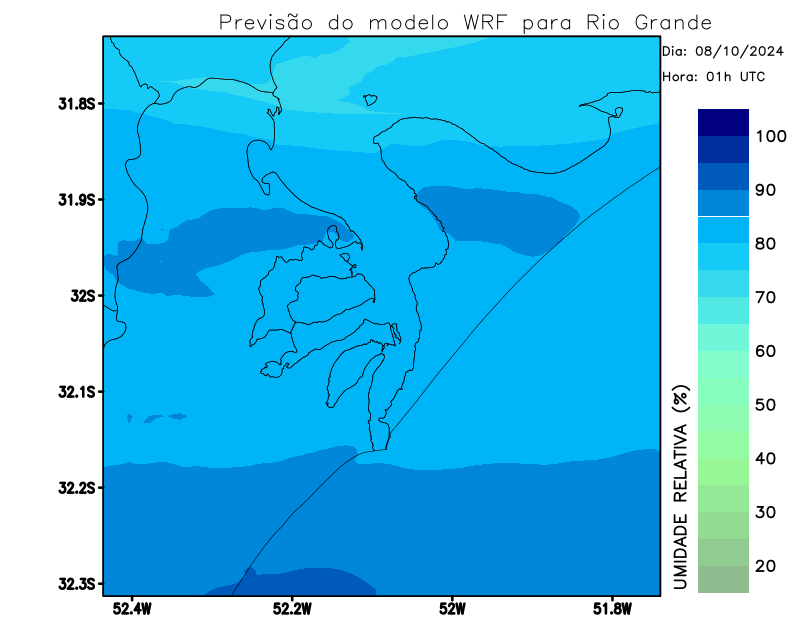 Previsão do modelo WRF para Rio Grande
Dia: 08/10/2024
Hora: 01h UTC
31.8S
31.9S
32S
32.1S
32.2S
32.3S
52.4W
52.2W
52W
51.8W
100
90
80
70
60
50
40
30
20
UMIDADE RELATIVA (%)